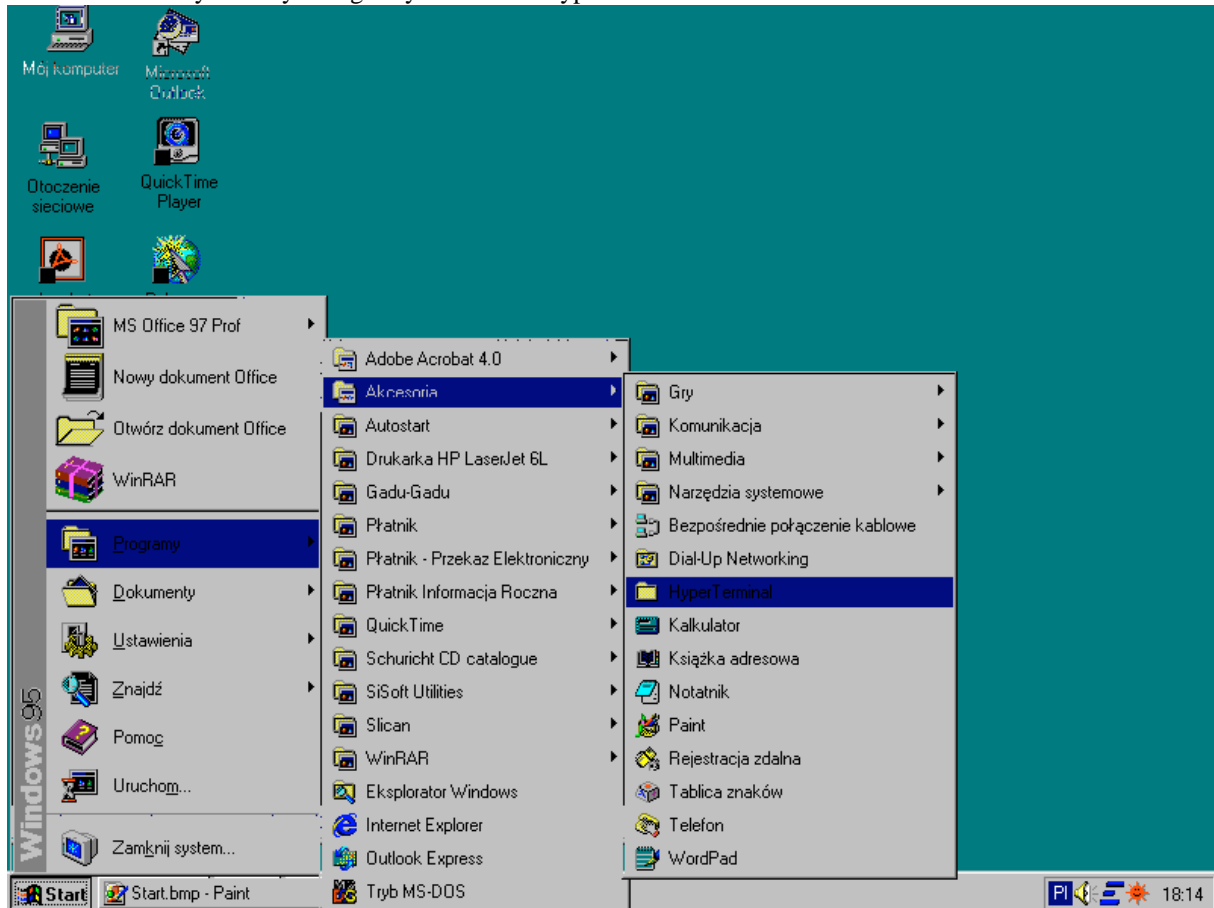 Mój komputer
Microsoft
Outlook
Otoczenie
sieciowe
QuickTime
Player
MS Office 97 Prof
Nowy dokument Office
Otwórz dokument Office
WinRAR
Programy
Dokumenty
Ustawienia
Znajdź
Pomoc
Uruchom...
Zamknij system...
Windows 95
Adobe Acrobat 4.0
Akcesoria
Autostart
Drukarka HP LaserJet 6L
Gadu-Gadu
Płatnik
Płatnik - Przekaz Elektroniczny
Płatnik Informacja Roczna
QuickTime
Schuricht CD catalogue
SiSoft Utilities
Slican
WinRAR
Eksplorator Windows
Internet Explorer
Outlook Express
Tryb MS-DOS
Gry
Komunikacja
Multimedia
Narzędzia systemowe
Bezpośrednie połączenie kablowe
Dial-Up Networking
HyperTerminal
Kalkulator
Książka adresowa
Notatnik
Paint
Rejestracja zdalna
Tablica znaków
Telefon
WordPad
Start
Start.bmp - Paint
Pl
18:14